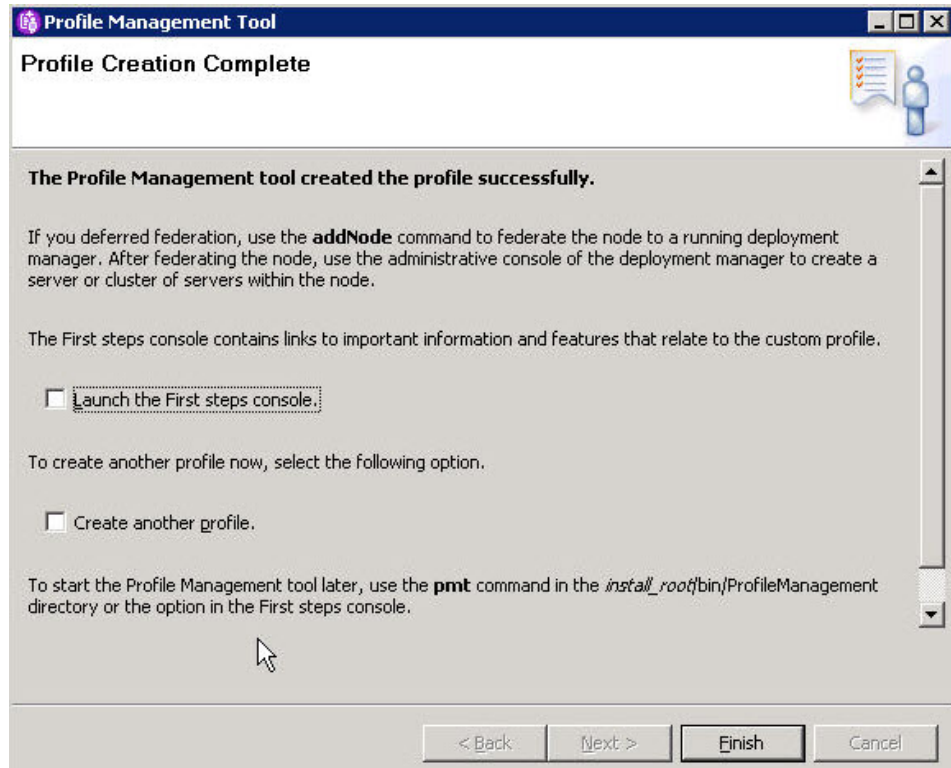 Profile Management Tool
Profile Creation Complete
The Profile Management tool created the profile successfully.
If you deferred federation, use the addNode command to federate the node to a running deployment
manager. After federating the node, use the administrative console of the deployment manager to create a
server or cluster of servers within the node.
The First steps console contains links to important information and features that relate to the custom profile.
Launch the First steps console.
To create another profile now, select the following option.
Create another profile.
To start the Profile Management tool later, use the pmt command in the install_root/bin/ProfileManagement
directory or the option in the First steps console.
< Back Next > Finish Cancel